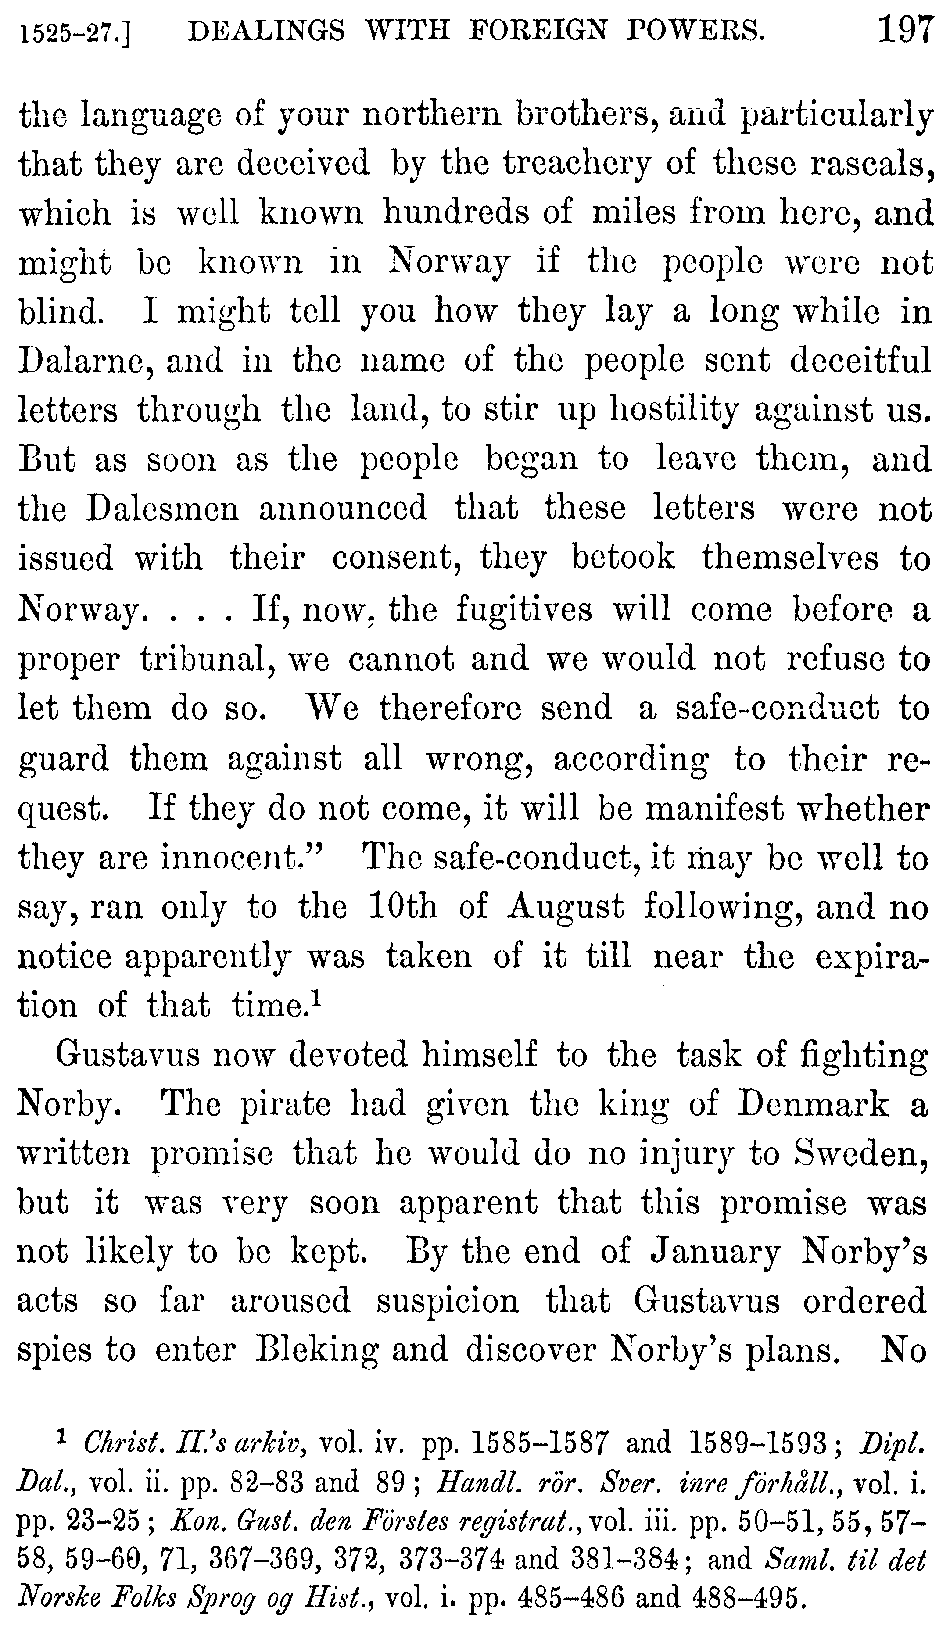 1525–27.] DEALINGS WITH FOREIGN POWERS. 197
the language of your northern brothers, and particularly
that they are deceived by the treachery of these rascals,
which is well known hundreds of miles from here, and
might be known in Norway if the people were not
blind. I might tell you how they lay a long while in
Dalarne, and in the name of the people sent deceitful
letters through the land, to stir up hostility against us.
But as soon as the people began to leave them, and
the Dalesmen announced that these letters were not
issued with their consent, they betook themselves to
Norway. . . . If, now, the fugitives will come before a
proper tribunal, we cannot and we would not refuse to
let them do so. We therefore send a safe-conduct to
guard them against all wrong, according to their re-
quest. If they do not come, it will be manifest whether
they are innocent.” The safe-conduct, it may be well to
say, ran only to the 10th of August following, and no
notice apparently was taken of it till near the expira-
tion of that time.¹
Gustavus now devoted himself to the task of fighting
Norby. The pirate had given the king of Denmark a
written promise that he would do no injury to Sweden,
but it was very soon apparent that this promise was
not likely to be kept. By the end of January Norby’s
acts so far aroused suspicion that Gustavus ordered
spies to enter Bleking and discover Norby’s plans. No
¹ Christ. II.’s arkiv, vol. iv. pp. 1585–1587 and 1589–1593; Dipl.
Dal., vol. ii. pp. 82–83 and 89; Handl. rör. Sver. inre förhåll., vol. i.
pp. 23–25; Kon. Gust. den Förstes registrat., vol. iii. pp. 50–51, 55, 57–
58, 59–60, 71, 367–369, 372, 373–374 and 381–384; and Saml. til det
Norske Folks Sprog og Hist., vol. i. pp. 485–486 and 488–495.